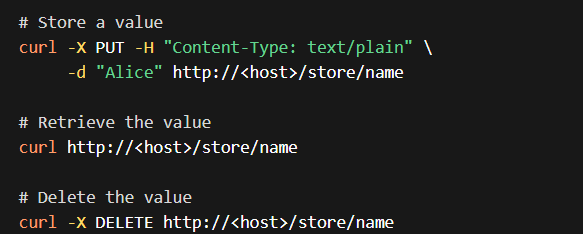 # Store a value
curl -X PUT -H "Content-Type: text/plain" \
     -d "Alice" http://<host>/store/name

# Retrieve the value
curl http://<host>/store/name

# Delete the value
curl -X DELETE http://<host>/store/name